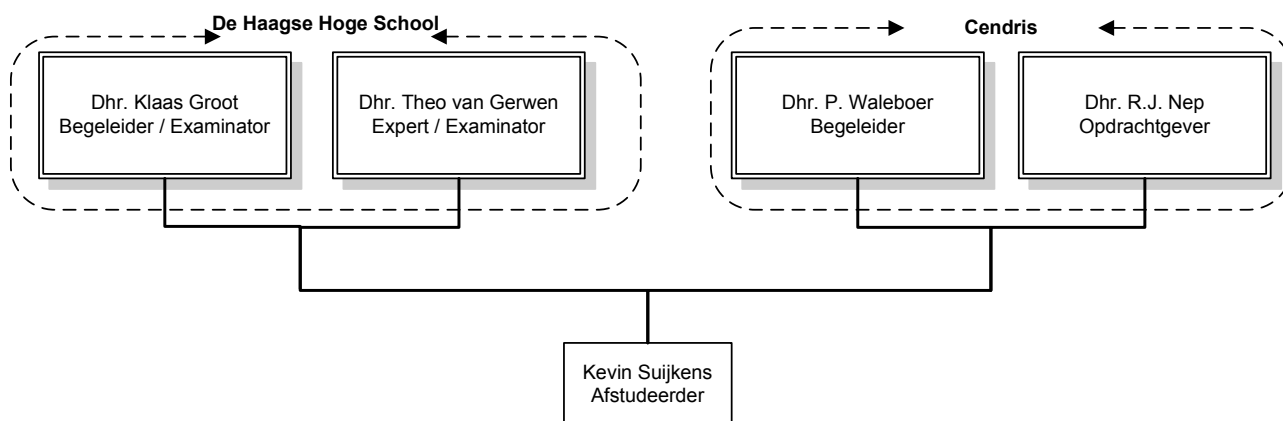 De Haagse Hoge School
Cendris
Dhr. Klaas Groot
Begeleider / Examinator
Dhr. Theo van Gerwen
Expert / Examinator
Dhr. P. Waleboer
Begeleider
Dhr. R.J. Nep
Opdrachtgever
Kevin Suijkens
Afstudeerder